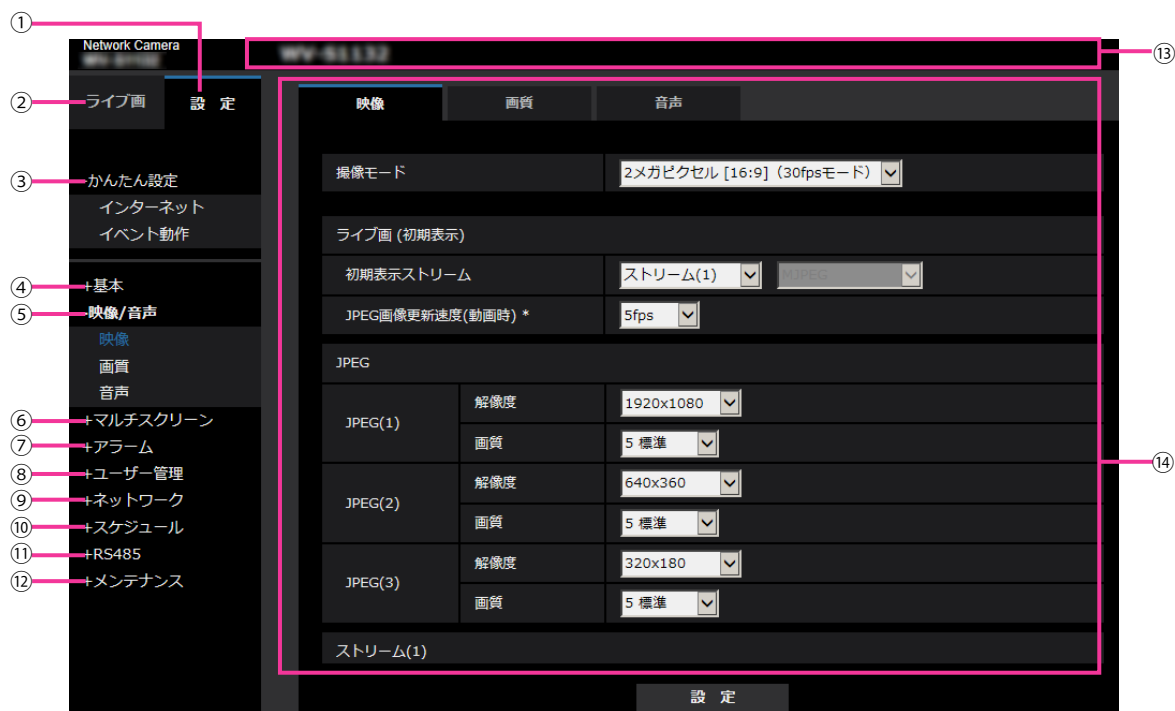 ①
Network Camera
⑬
② ライブ画 設 定
映像 画質 音声
③ -かんたん設定
インターネット
イベント動作
④ +基本
⑤ -映像/音声
映像
画質
音声
⑥ +マルチスクリーン
⑦ +アラーム
⑧ +ユーザー管理
⑨ +ネットワーク
⑩ +スケジュール
⑪ +RS485
⑫ +メンテナンス
撮像モード 2メガピクセル [16:9]（30fpsモード）
ライブ画 (初期表示)
初期表示ストリーム ストリーム(1) MJPEG
JPEG画像更新速度(動画時) * 5fps
JPEG
JPEG(1) 解像度 1920x1080
画質 5 標準
⑭
JPEG(2) 解像度 640x360
画質 5 標準
JPEG(3) 解像度 320x180
画質 5 標準
ストリーム(1)
設 定